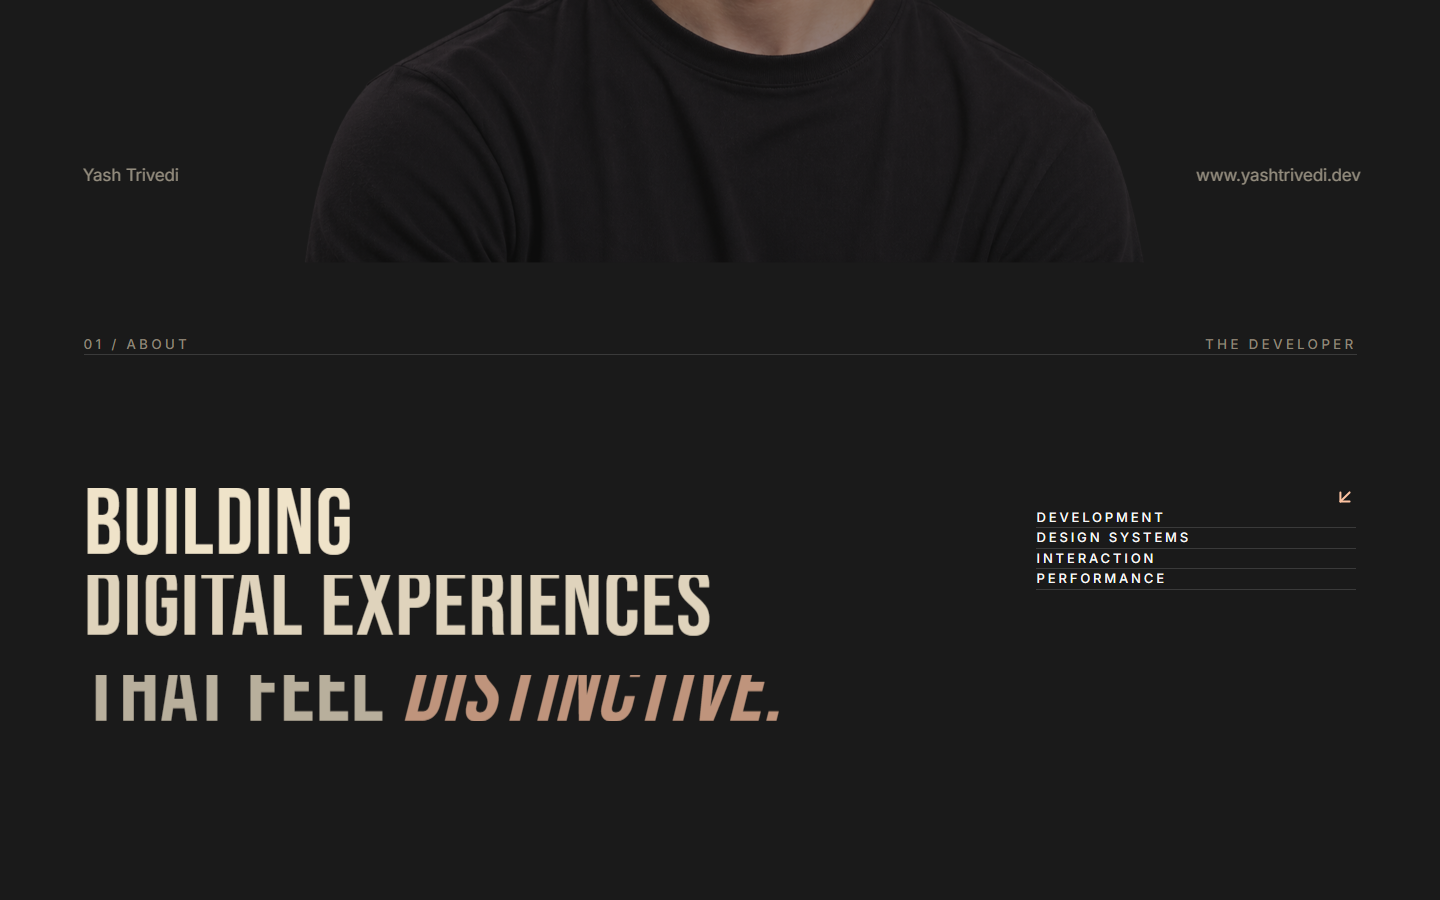 Yash Trivedi
www.yashtrivedi.dev
01 / ABOUT
THE DEVELOPER
BUILDING
DIGITAL EXPERIENCES
THAT FEEL DISTINCTIVE.
DEVELOPMENT
DESIGN SYSTEMS
INTERACTION
PERFORMANCE